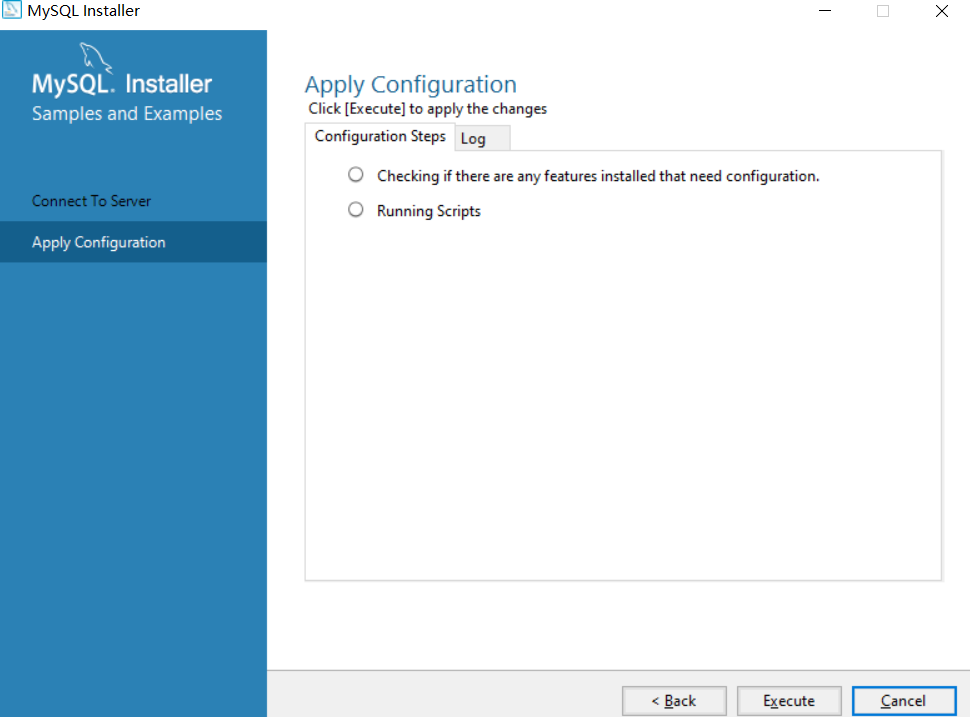 MySQL Installer
MySQL. Installer
Samples and Examples
Connect To Server
Apply Configuration
Apply Configuration
Click [Execute] to apply the changes
Configuration Steps Log
Checking if there are any features installed that need configuration.
Running Scripts
< Back Execute Cancel